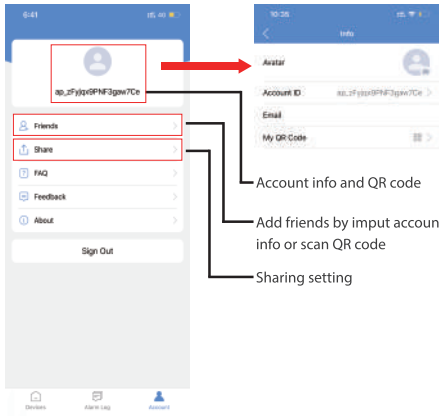 6:41
ap_zFyjqx9PNF3gaw7Ce
Friends
Share
FAQ
Feedback
About
Sign Out
Devices
Alarm Log
Account
10:35
Info
Avatar
Account ID
ap_zFyjqx9PNF3gaw7Ce
Email
My QR Code
Account info and QR code
Add friends by imput accoun
info or scan QR code
Sharing setting